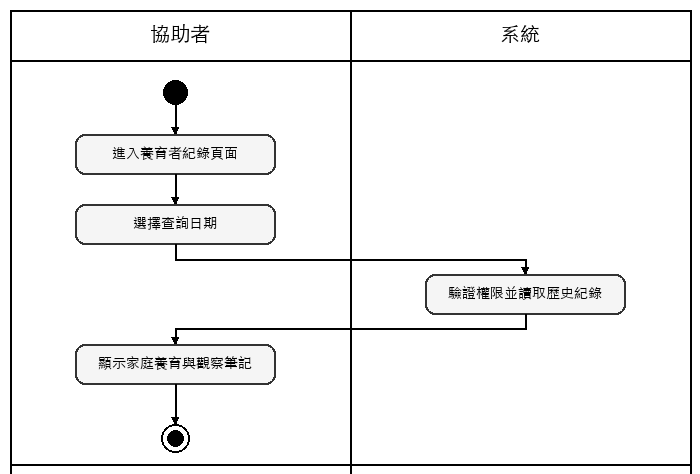 協助者
系統
進入養育者紀錄頁面
選擇查詢日期
驗證權限並讀取歷史紀錄
顯示家庭養育與觀察筆記